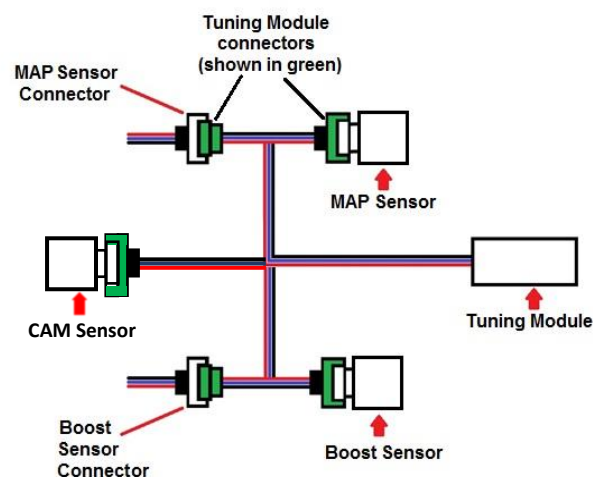 Tuning Module
connectors
(shown in green)
MAP Sensor
Connector
MAP Sensor
CAM Sensor
Tuning Module
Boost
Sensor
Connector
Boost Sensor